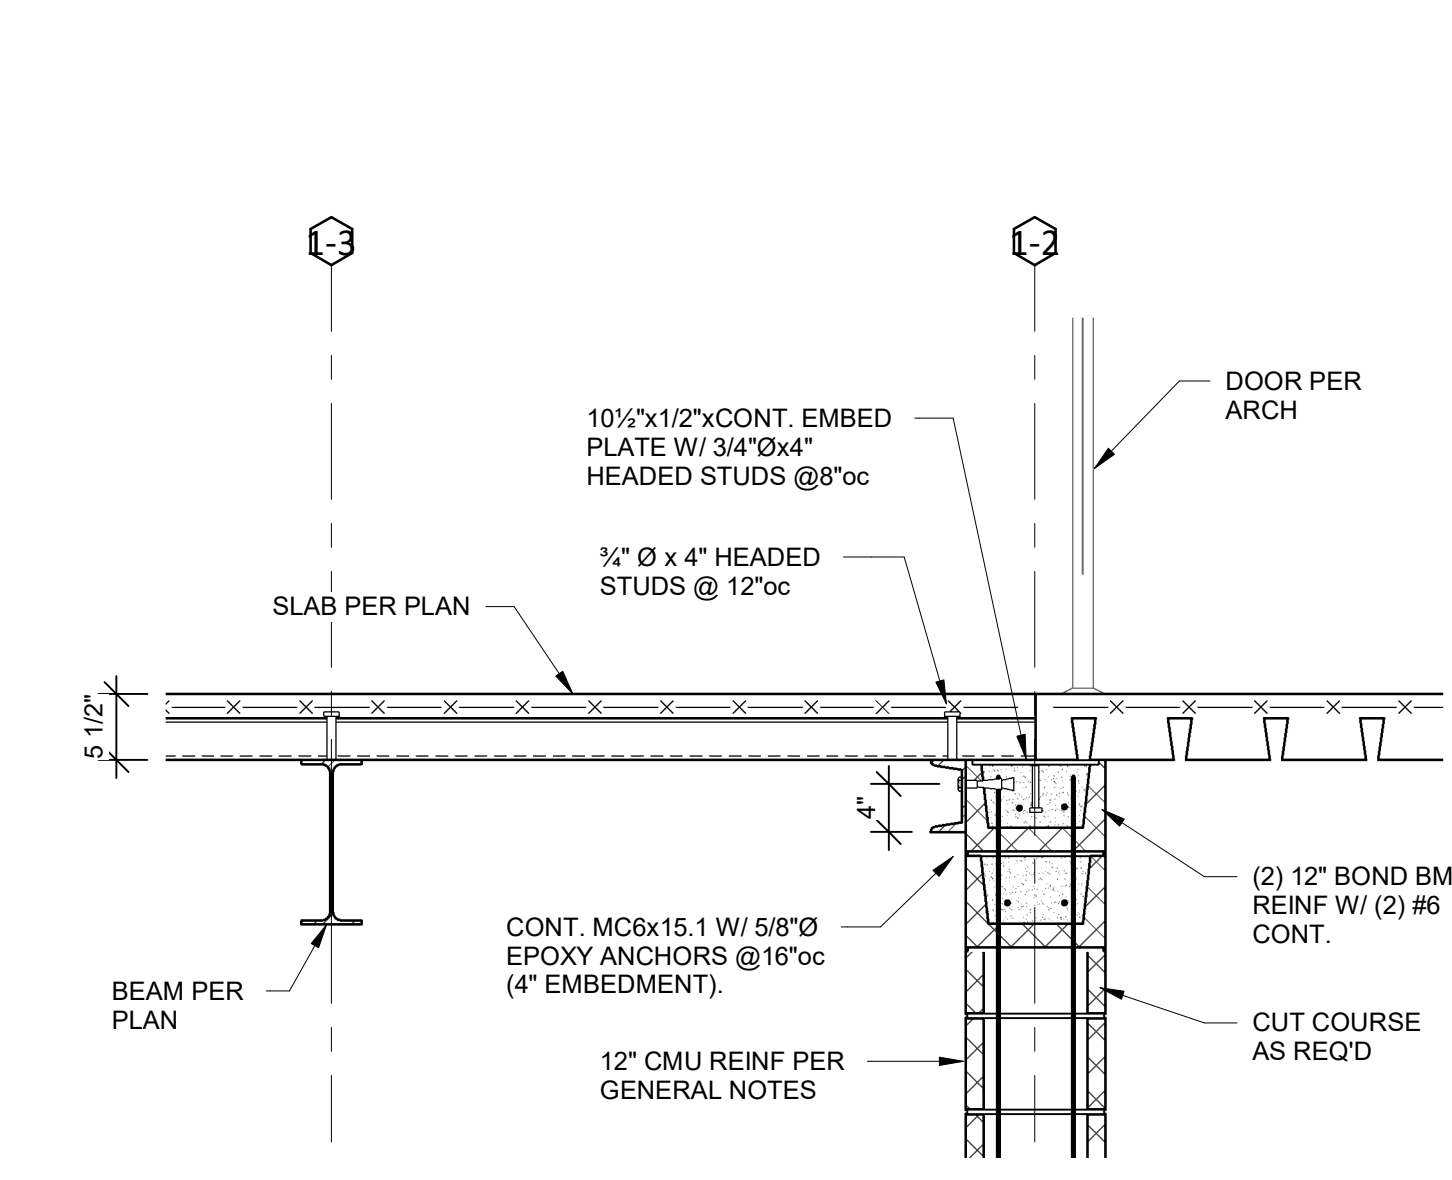 1-3
1-2
DOOR PER
ARCH
10½"x1/2"xCONT. EMBED
PLATE W/ 3/4"Øx4"
HEADED STUDS @8"oc
¾" Ø x 4" HEADED
STUDS @ 12"oc
SLAB PER PLAN
5 1/2"
4"
(2) 12" BOND BM
REINF W/ (2) #6
CONT.
CONT. MC6x15.1 W/ 5/8"Ø
EPOXY ANCHORS @16"oc
(4" EMBEDMENT).
BEAM PER
PLAN
CUT COURSE
AS REQ'D
12" CMU REINF PER
GENERAL NOTES